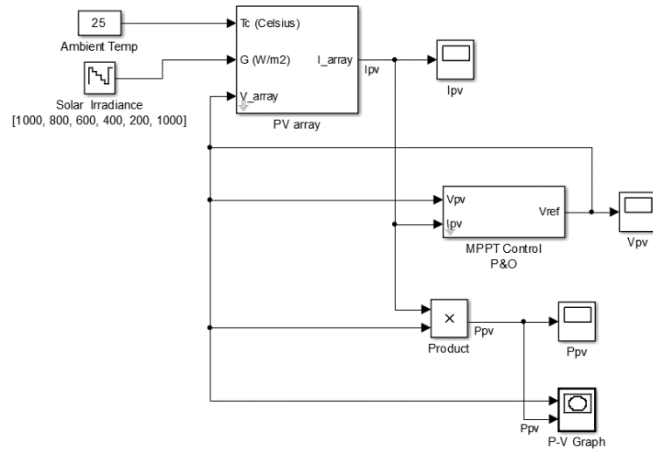 25
Ambient Temp
Solar Irradiance
[1000, 800, 600, 400, 200, 1000]
Tc (Celsius)
G (W/m2)
V_array
I_array
PV array
Ipv
Ipv
Vpv
Ipv
Vref
MPPT Control
P&O
Vpv
×
Product
Ppv
Ppv
Ppv
P-V Graph